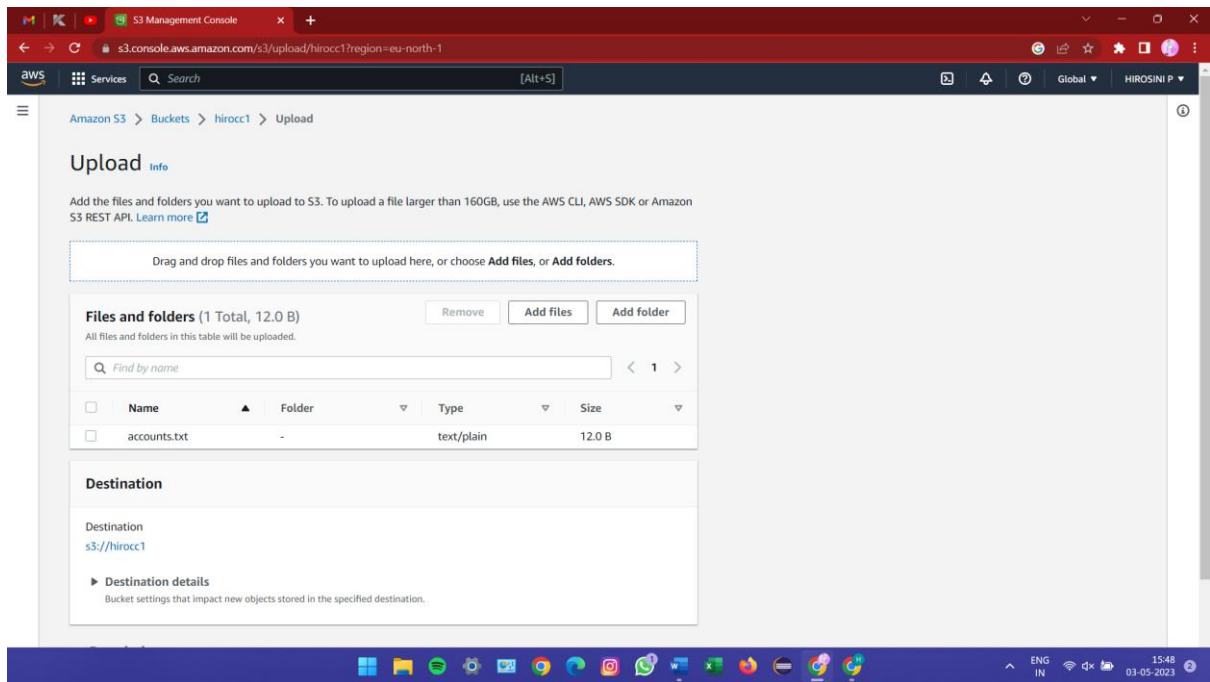 S3 Management Console
s3.console.aws.amazon.com/s3/upload/hirocc1?region=eu-north-1
aws Services Search [Alt+S] Global HIROSINI P
Amazon S3 > Buckets > hirocc1 > Upload
Upload Info
Add the files and folders you want to upload to S3. To upload a file larger than 160GB, use the AWS CLI, AWS SDK or Amazon
S3 REST API. Learn more
Drag and drop files and folders you want to upload here, or choose Add files, or Add folders.
Files and folders (1 Total, 12.0 B) Remove Add files Add folder
All files and folders in this table will be uploaded.
Find by name < 1 >
Name Folder Type Size
accounts.txt - text/plain 12.0 B
Destination
Destination
s3://hirocc1
Destination details
Bucket settings that impact new objects stored in the specified destination.
ENG 15:48
IN 03-05-2023 2